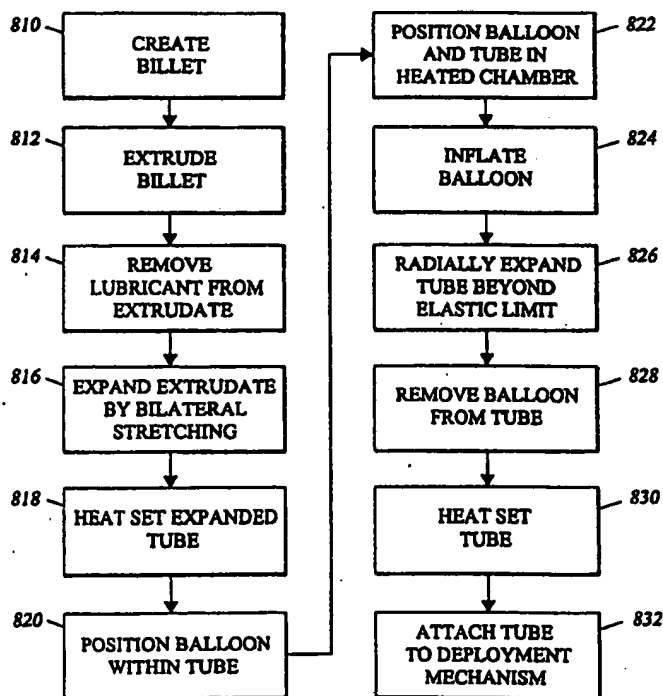 810
CREATE
BILLET
812
EXTRUDE
BILLET
814
REMOVE
LUBRICANT FROM
EXTRUDATE
816
EXPAND EXTRUDATE
BY BILATERAL
STRETCHING
818
HEAT SET EXPANDED
TUBE
820
POSITION BALLOON
WITHIN TUBE
822
POSITION BALLOON
AND TUBE IN
HEATED CHAMBER
824
INFLATE
BALLOON
826
RADIALLY EXPAND
TUBE BEYOND
ELASTIC LIMIT
828
REMOVE BALLOON
FROM TUBE
830
HEAT SET
TUBE
832
ATTACH TUBE
TO DEPLOYMENT
MECHANISM